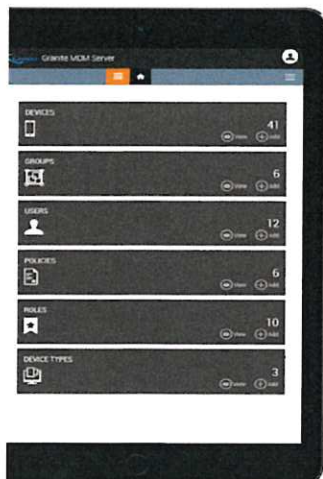 Granite MDM Server
DEVICES
41
View Add
GROUPS
6
View Add
USERS
12
View Add
POLICIES
6
View Add
ROLES
10
View Add
DEVICE TYPES
3
View Add